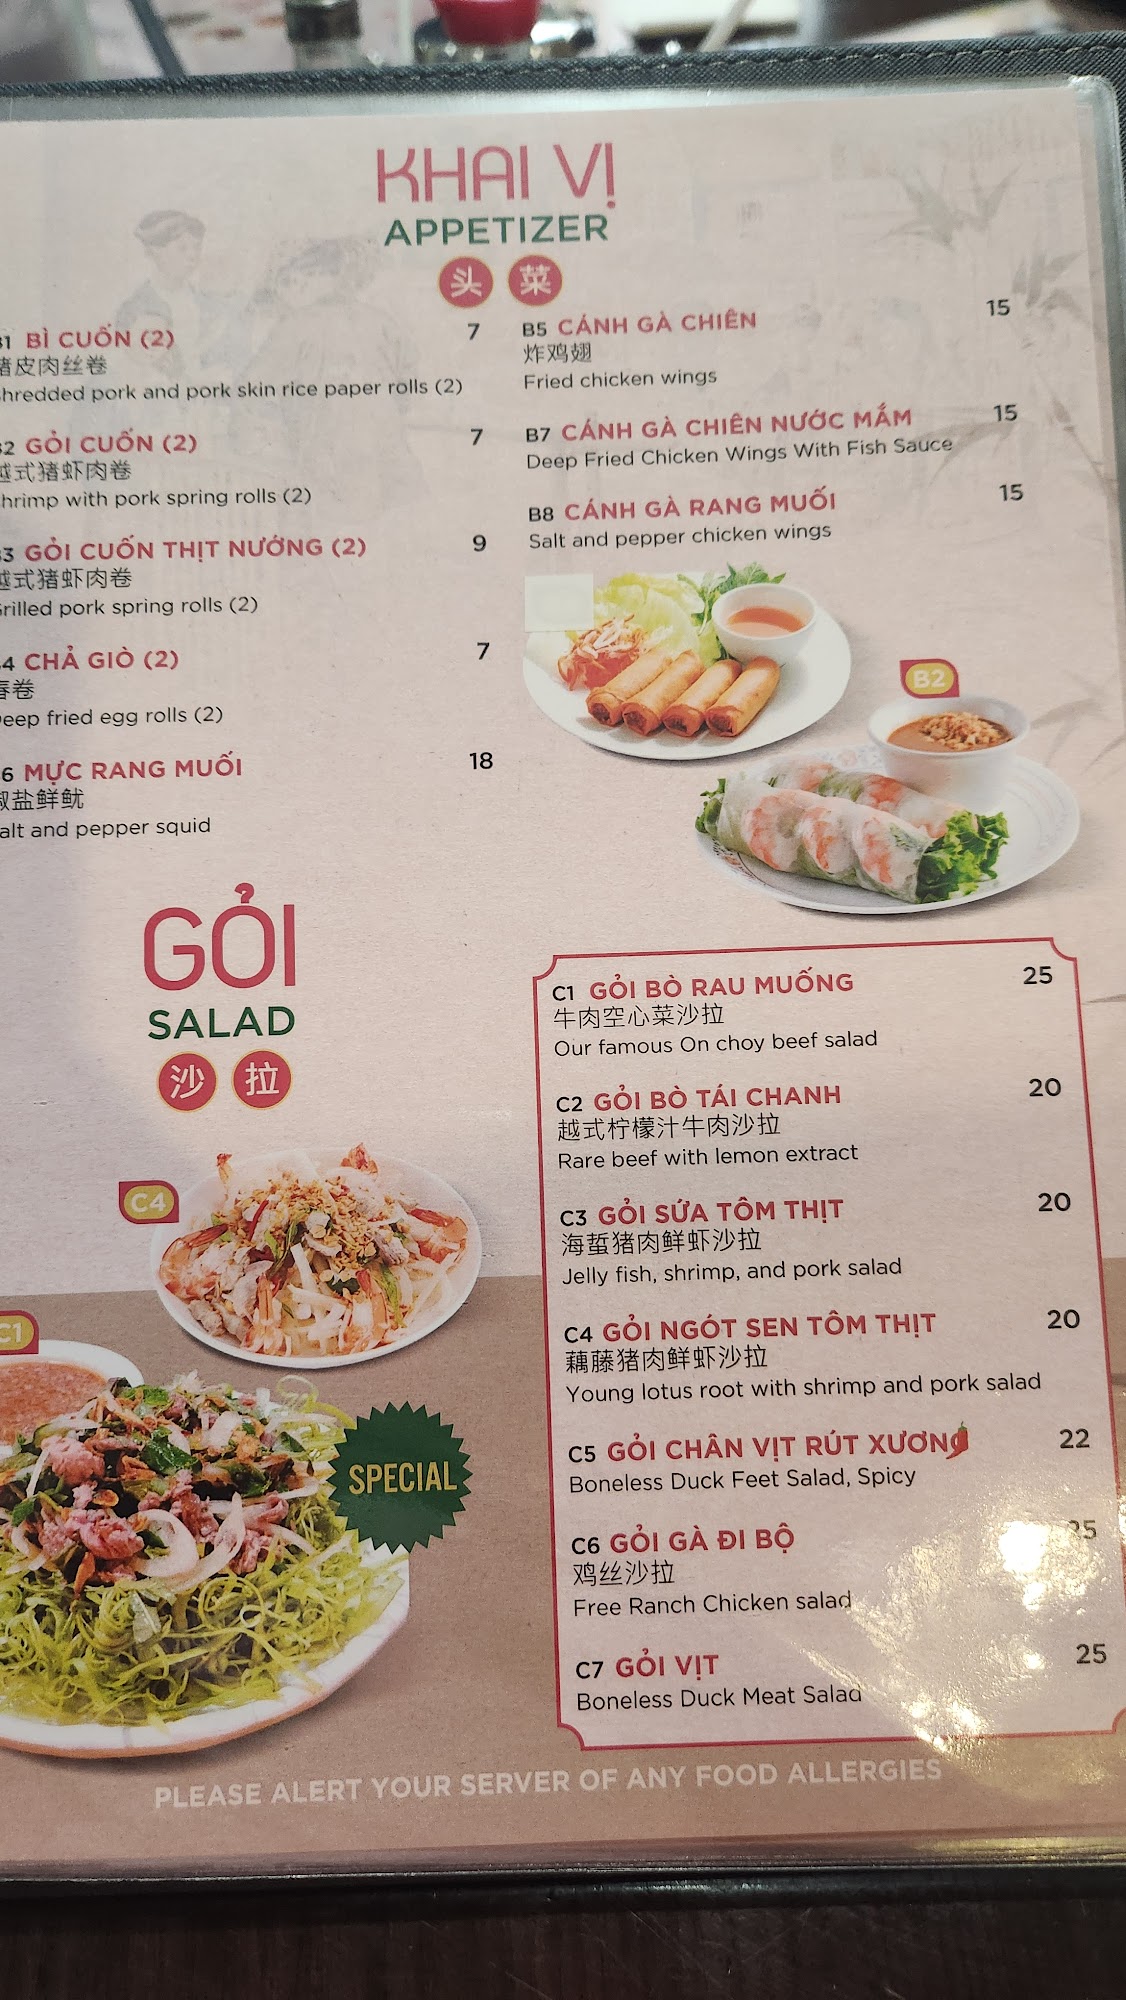 KHAI VỊ
APPETIZER
头 菜
BÌ CUỐN (2) 7
皮肉丝卷
shredded pork and pork skin rice paper rolls (2)
GỎI CUỐN (2) 7
越式猪虾肉卷
shrimp with pork spring rolls (2)
GỎI CUỐN THỊT NƯỚNG (2) 9
越式猪虾肉卷
Grilled pork spring rolls (2)
CHẢ GIÒ (2) 7
春卷
Deep fried egg rolls (2)
MỰC RANG MUỐI 18
椒盐鲜鱿
Salt and pepper squid
B5 CÁNH GÀ CHIÊN 15
炸鸡翅
Fried chicken wings
B7 CÁNH GÀ CHIÊN NƯỚC MẮM 15
Deep Fried Chicken Wings With Fish Sauce
B8 CÁNH GÀ RANG MUỐI 15
Salt and pepper chicken wings
B2
GỎI
SALAD
沙 拉
C4
C1
SPECIAL
C1 GỎI BÒ RAU MUỐNG 25
牛肉空心菜沙拉
Our famous On choy beef salad
C2 GỎI BÒ TÁI CHANH 20
越式柠檬汁牛肉沙拉
Rare beef with lemon extract
C3 GỎI SỨA TÔM THỊT 20
海蜇猪肉鲜虾沙拉
Jelly fish, shrimp, and pork salad
C4 GỎI NGÓT SEN TÔM THỊT 20
藕藤猪肉鲜虾沙拉
Young lotus root with shrimp and pork salad
C5 GỎI CHÂN VỊT RÚT XƯƠNG 22
Boneless Duck Feet Salad, Spicy
C6 GỎI GÀ ĐI BỘ 25
鸡丝沙拉
Free Ranch Chicken salad
C7 GỎI VỊT 25
Boneless Duck Meat Salad
PLEASE ALERT YOUR SERVER OF ANY FOOD ALLERGIES